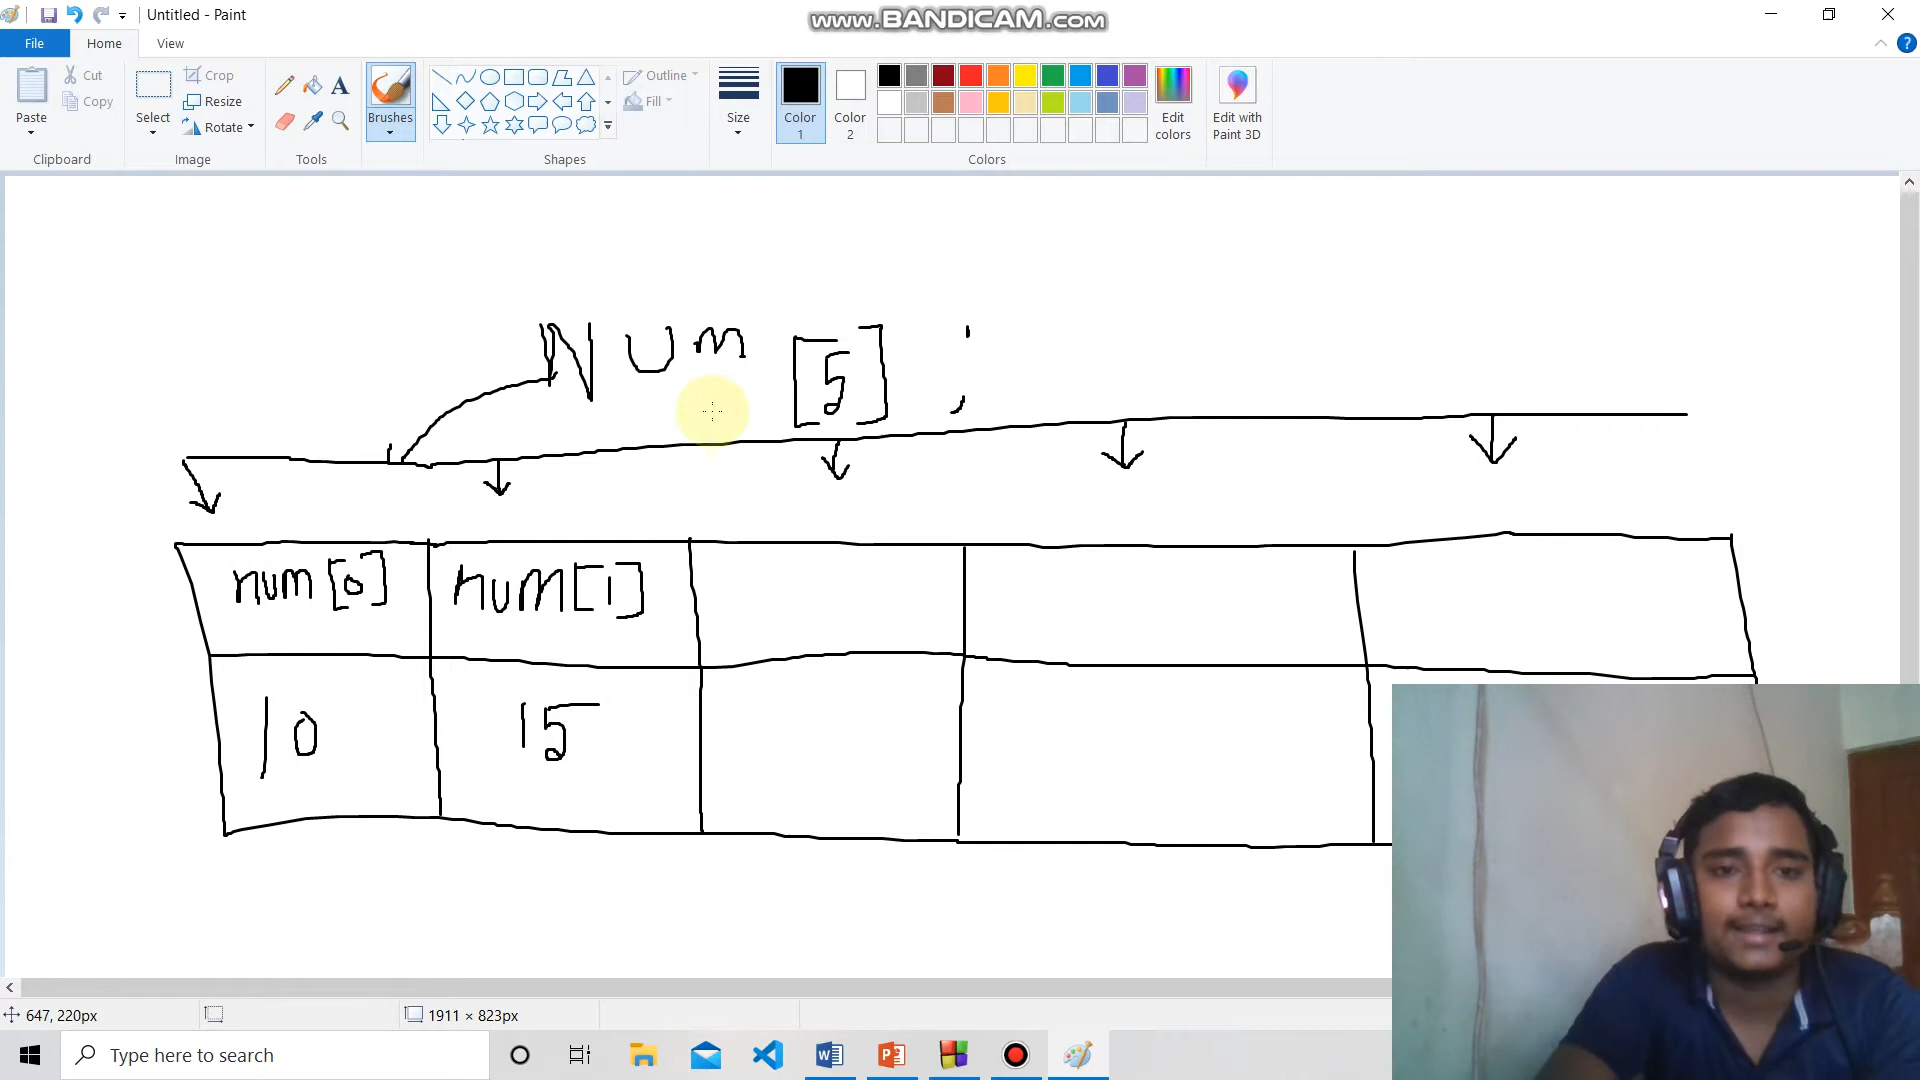 Untitled - Paint
www.BANDICAM.com
File
Home
View
Paste
Cut
Copy
Clipboard
Select
Crop
Resize
Rotate
Image
Tools
Brushes
Outline
Fill
Shapes
Size
Color 1
Color 2
Edit colors
Colors
Edit with Paint 3D
Num [5] ;
num[0] num[1]
10 15
647, 220px
1911 × 823px
Type here to search